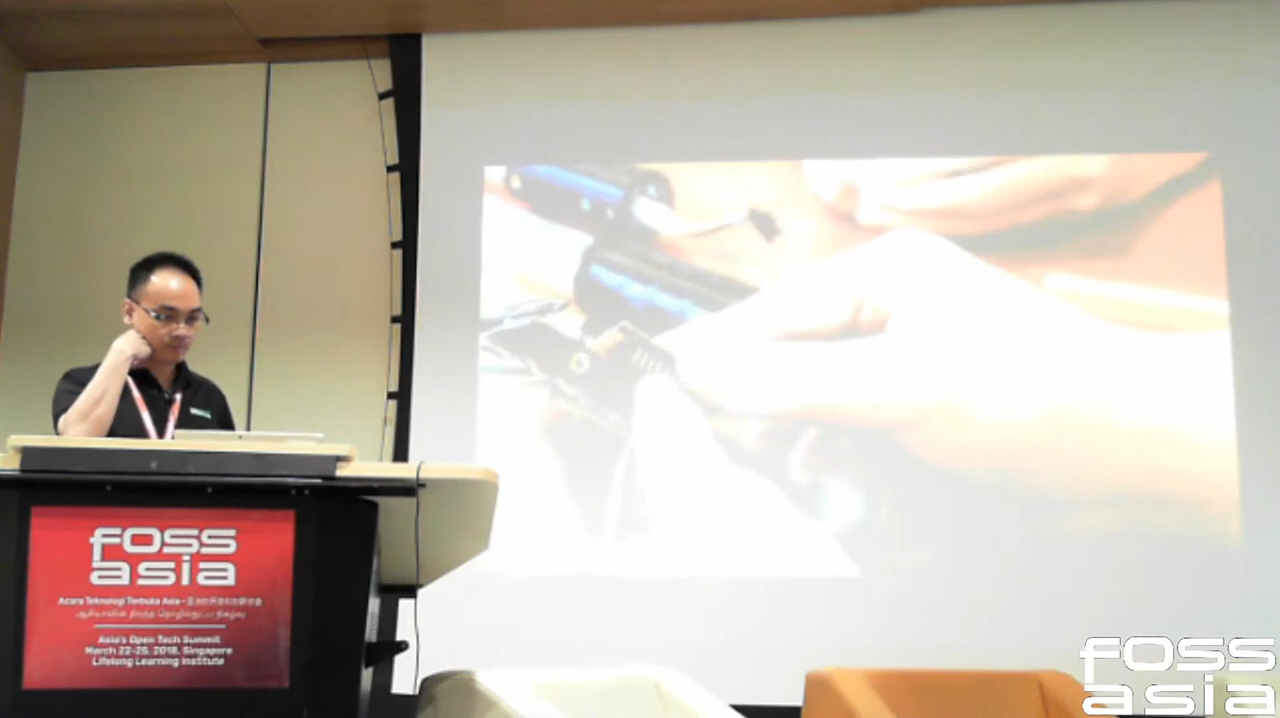 fOSS
asia
Acara Teknologi Terbuka Asia -
Asia's Open Tech Summit
March 22-25, 2018, Singapore
Lifelong Learning Institute
fOSS
asia